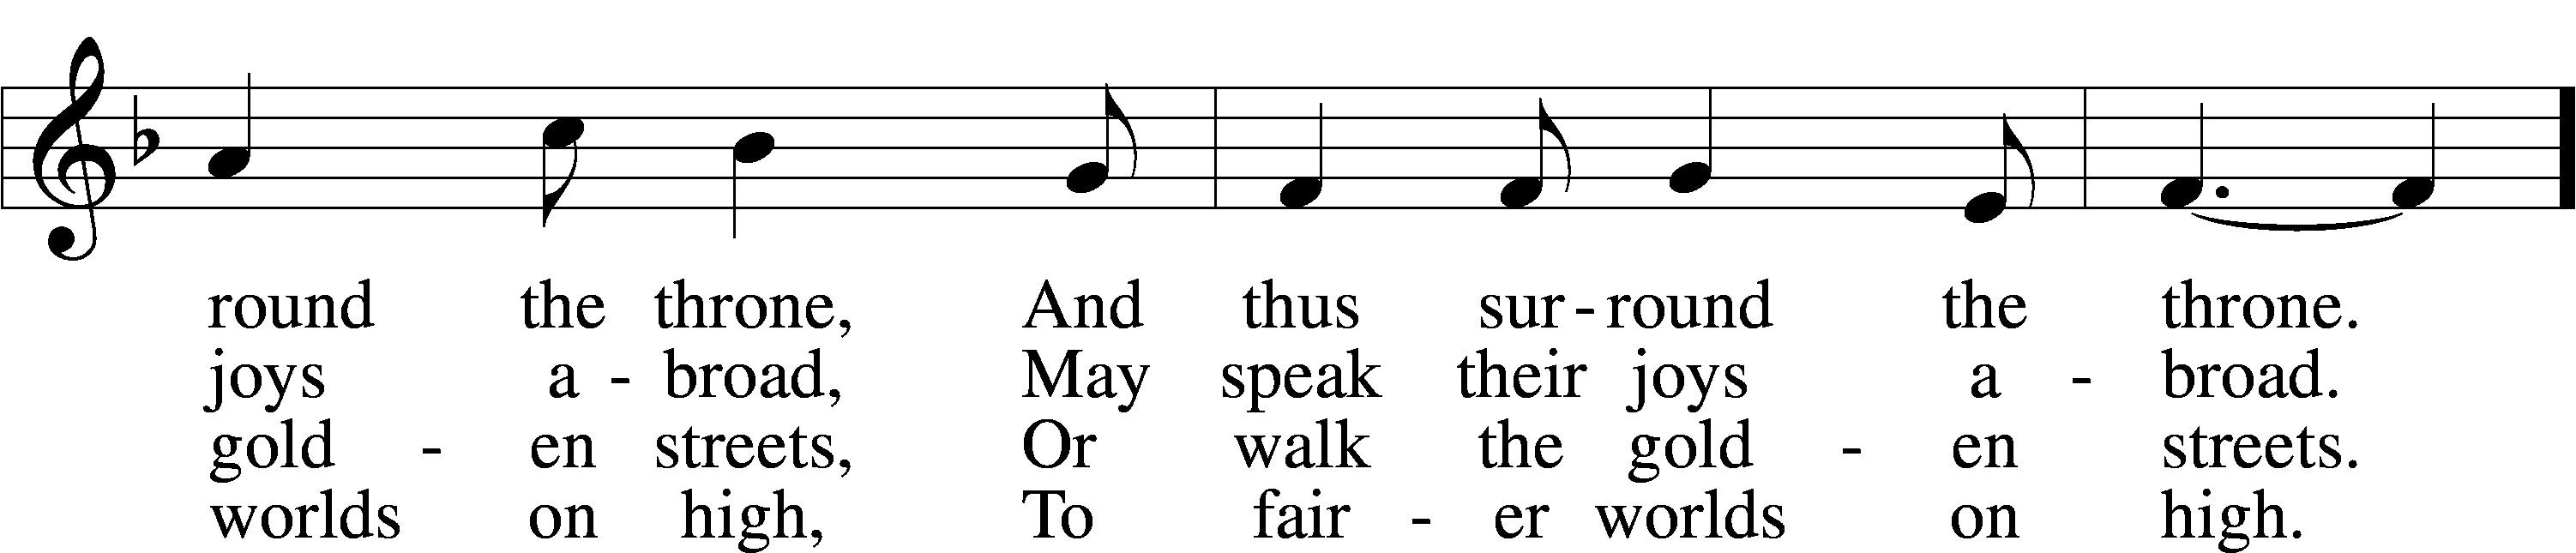 round the throne, And thus sur-round the throne.
joys a - broad, May speak their joys a - broad.
gold - en streets, Or walk the gold - en streets.
worlds on high, To fair - er worlds on high.